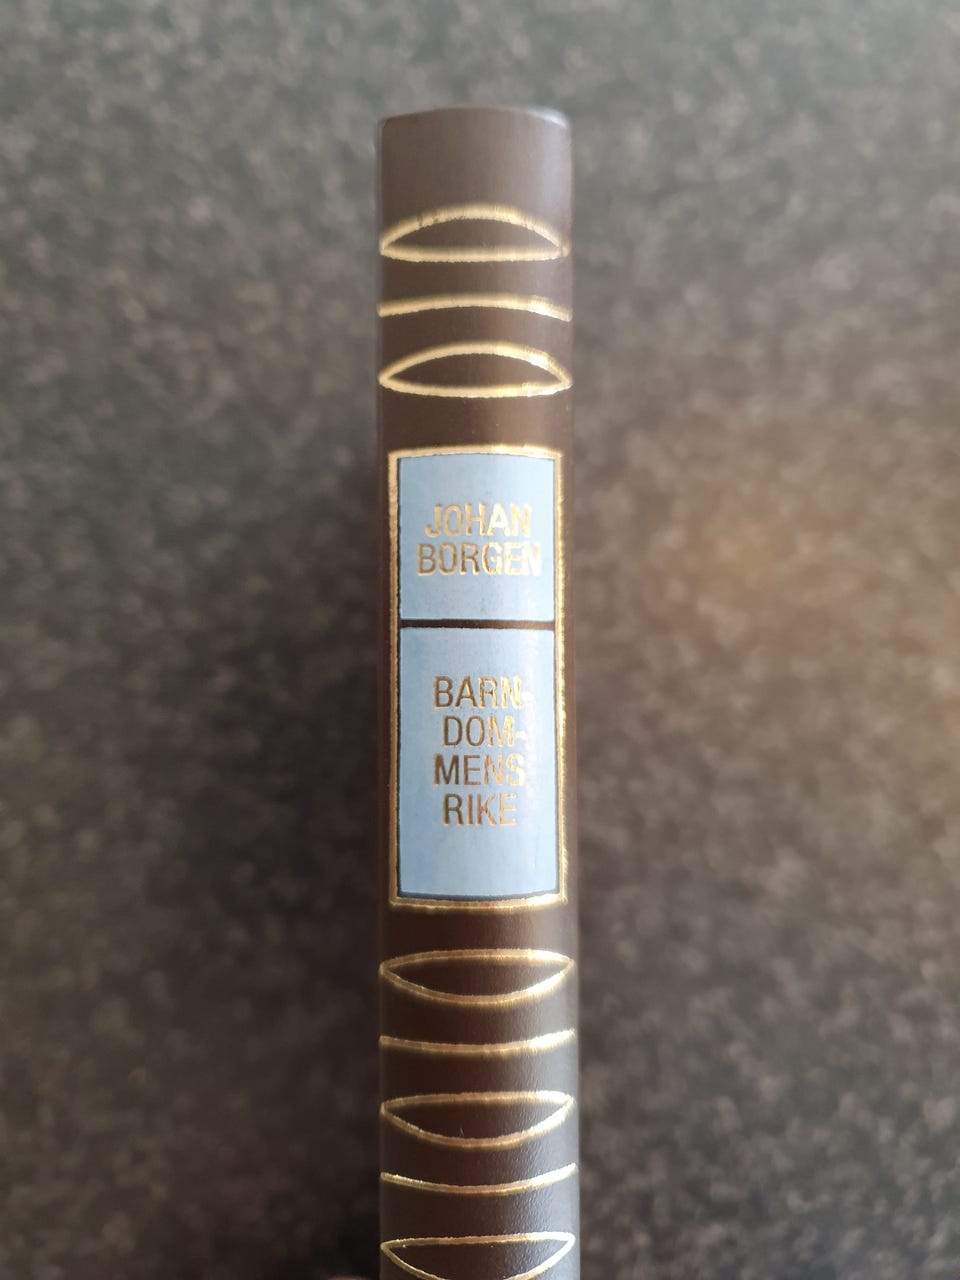 JOHAN
BORGEN
BARN-
DOM-
MENS
RIKE